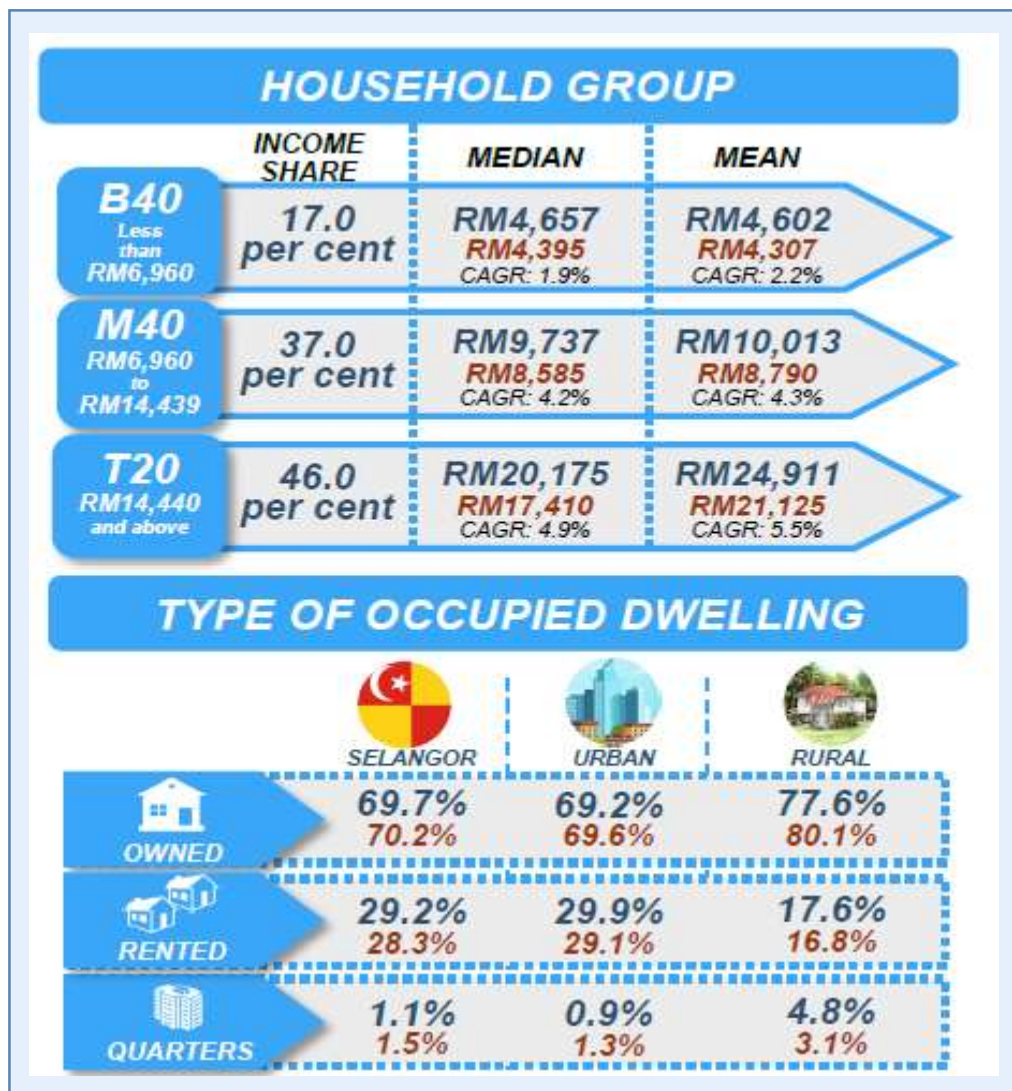 HOUSEHOLD GROUP
INCOME
SHARE
MEDIAN
MEAN
B40
Less
than
RM6,960
17.0
per cent
RM4,657
RM4,395
CAGR: 1.9%
RM4,602
RM4,307
CAGR: 2.2%
M40
RM6,960
to
RM14,439
37.0
per cent
RM9,737
RM8,585
CAGR: 4.2%
RM10,013
RM8,790
CAGR: 4.3%
T20
RM14,440
and above
46.0
per cent
RM20,175
RM17,410
CAGR: 4.9%
RM24,911
RM21,125
CAGR: 5.5%
TYPE OF OCCUPIED DWELLING
SELANGOR
URBAN
RURAL
OWNED
69.7%
70.2%
69.2%
69.6%
77.6%
80.1%
RENTED
29.2%
28.3%
29.9%
29.1%
17.6%
16.8%
QUARTERS
1.1%
1.5%
0.9%
1.3%
4.8%
3.1%